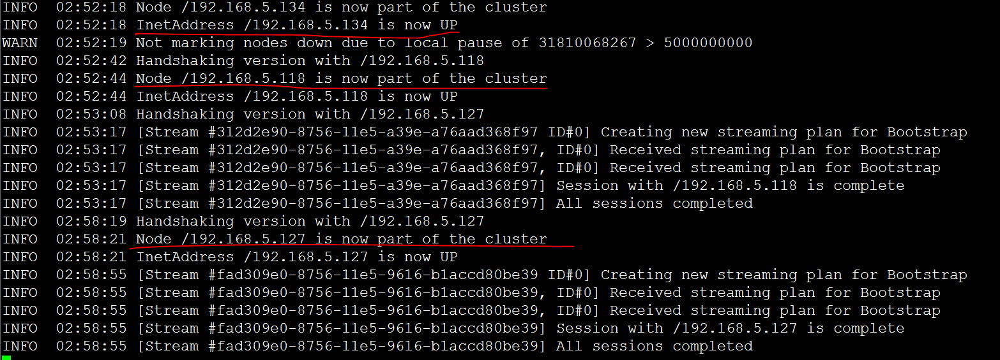 INFO  02:52:18 Node /192.168.5.134 is now part of the cluster
INFO  02:52:18 InetAddress /192.168.5.134 is now UP
WARN  02:52:19 Not marking nodes down due to local pause of 31810068267 > 5000000000
INFO  02:52:42 Handshaking version with /192.168.5.118
INFO  02:52:44 Node /192.168.5.118 is now part of the cluster
INFO  02:52:44 InetAddress /192.168.5.118 is now UP
INFO  02:53:08 Handshaking version with /192.168.5.127
INFO  02:53:17 [Stream #312d2e90-8756-11e5-a39e-a76aad368f97 ID#0] Creating new streaming plan for Bootstrap
INFO  02:53:17 [Stream #312d2e90-8756-11e5-a39e-a76aad368f97, ID#0] Received streaming plan for Bootstrap
INFO  02:53:17 [Stream #312d2e90-8756-11e5-a39e-a76aad368f97, ID#0] Received streaming plan for Bootstrap
INFO  02:53:17 [Stream #312d2e90-8756-11e5-a39e-a76aad368f97] Session with /192.168.5.118 is complete
INFO  02:53:17 [Stream #312d2e90-8756-11e5-a39e-a76aad368f97] All sessions completed
INFO  02:58:19 Handshaking version with /192.168.5.127
INFO  02:58:21 Node /192.168.5.127 is now part of the cluster
INFO  02:58:21 InetAddress /192.168.5.127 is now UP
INFO  02:58:55 [Stream #fad309e0-8756-11e5-9616-b1accd80be39 ID#0] Creating new streaming plan for Bootstrap
INFO  02:58:55 [Stream #fad309e0-8756-11e5-9616-b1accd80be39, ID#0] Received streaming plan for Bootstrap
INFO  02:58:55 [Stream #fad309e0-8756-11e5-9616-b1accd80be39, ID#0] Received streaming plan for Bootstrap
INFO  02:58:55 [Stream #fad309e0-8756-11e5-9616-b1accd80be39] Session with /192.168.5.127 is complete
INFO  02:58:55 [Stream #fad309e0-8756-11e5-9616-b1accd80be39] All sessions completed